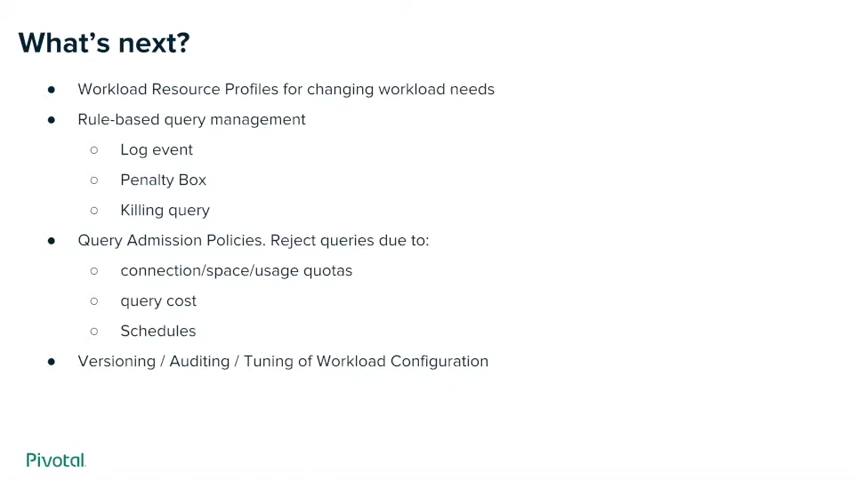 What's next?
● Workload Resource Profiles for changing workload needs
● Rule-based query management
○ Log event
○ Penalty Box
○ Killing query
● Query Admission Policies. Reject queries due to:
○ connection/space/usage quotas
○ query cost
○ Schedules
● Versioning / Auditing / Tuning of Workload Configuration
Pivotal